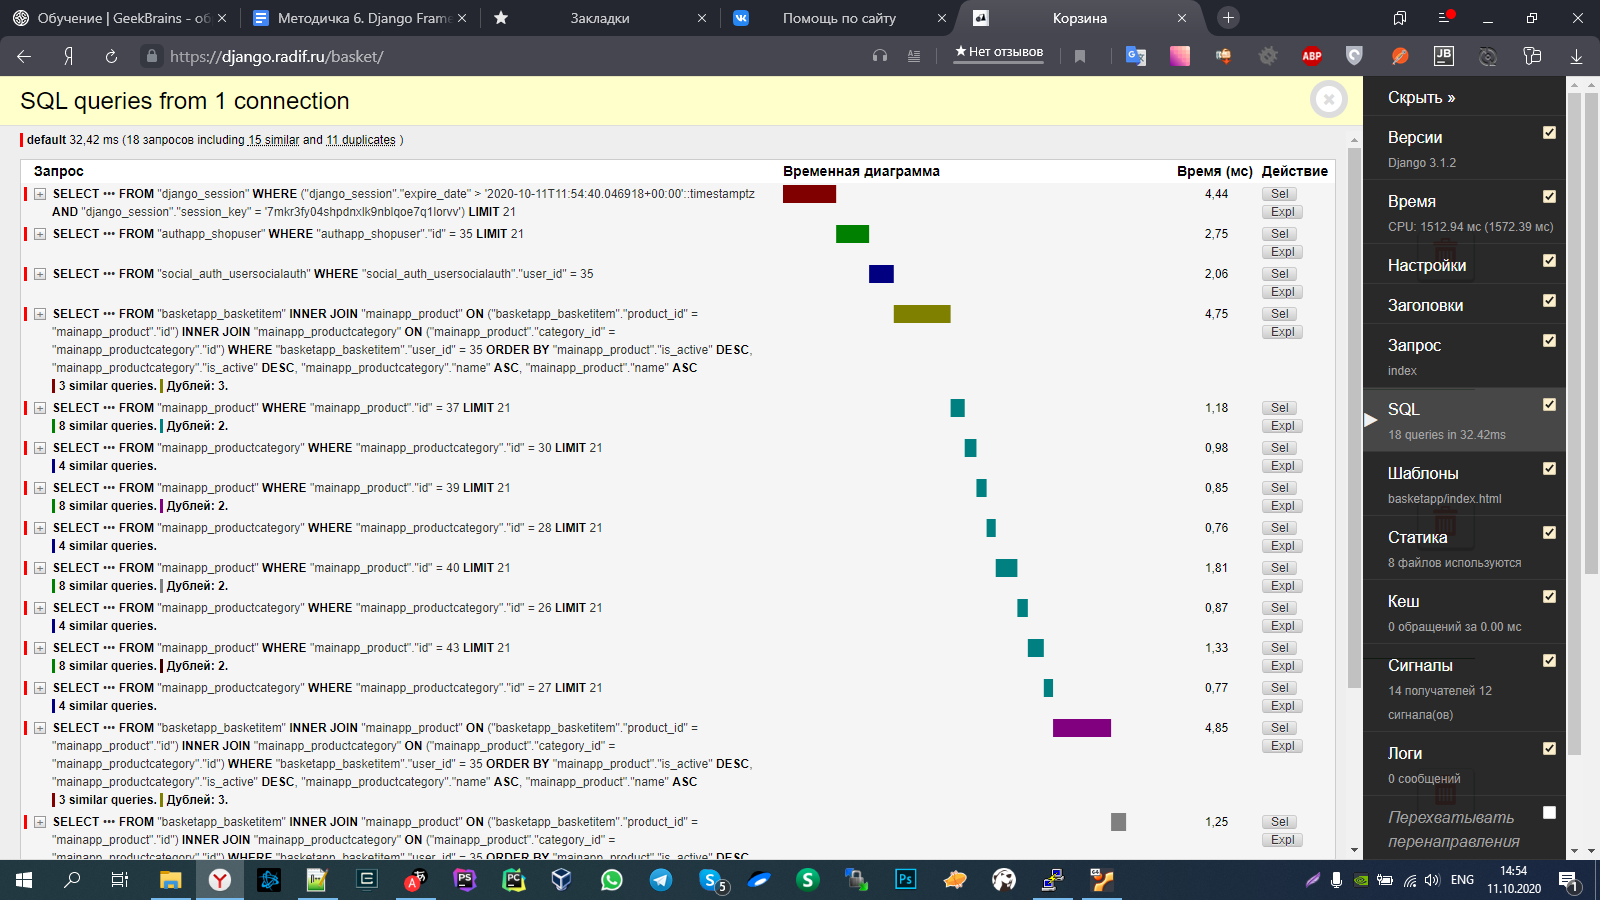 Обучение | GeekBrains - об
Методичка 6. Django Frame
Закладки
Помощь по сайту
Корзина
https://django.radif.ru/basket/
★ Нет отзывов
ABP
JB
SQL queries from 1 connection
default 32,42 ms (18 запросов including 15 similar and 11 duplicates )
Запрос Временная диаграмма Время (мс) Действие
SELECT ••• FROM "django_session" WHERE ("django_session"."expire_date" > '2020-10-11T11:54:40.046918+00:00'::timestamptz 4,44 Sel
AND "django_session"."session_key" = '7mkr3fy04shpdnxlk9nblqoe7q1lorvv') LIMIT 21 Expl
SELECT ••• FROM "authapp_shopuser" WHERE "authapp_shopuser"."id" = 35 LIMIT 21 2,75 Sel
Expl
SELECT ••• FROM "social_auth_usersocialauth" WHERE "social_auth_usersocialauth"."user_id" = 35 2,06 Sel
Expl
SELECT ••• FROM "basketapp_basketitem" INNER JOIN "mainapp_product" ON ("basketapp_basketitem"."product_id" = 4,75 Sel
"mainapp_product"."id") INNER JOIN "mainapp_productcategory" ON ("mainapp_product"."category_id" = Expl
"mainapp_productcategory"."id") WHERE "basketapp_basketitem"."user_id" = 35 ORDER BY "mainapp_product"."is_active" DESC,
"mainapp_productcategory"."is_active" DESC, "mainapp_productcategory"."name" ASC, "mainapp_product"."name" ASC
3 similar queries. Дублей: 3.
SELECT ••• FROM "mainapp_product" WHERE "mainapp_product"."id" = 37 LIMIT 21 1,18 Sel
8 similar queries. Дублей: 2. Expl
SELECT ••• FROM "mainapp_productcategory" WHERE "mainapp_productcategory"."id" = 30 LIMIT 21 0,98 Sel
4 similar queries. Expl
SELECT ••• FROM "mainapp_product" WHERE "mainapp_product"."id" = 39 LIMIT 21 0,85 Sel
8 similar queries. Дублей: 2. Expl
SELECT ••• FROM "mainapp_productcategory" WHERE "mainapp_productcategory"."id" = 28 LIMIT 21 0,76 Sel
4 similar queries. Expl
SELECT ••• FROM "mainapp_product" WHERE "mainapp_product"."id" = 40 LIMIT 21 1,81 Sel
8 similar queries. Дублей: 2. Expl
SELECT ••• FROM "mainapp_productcategory" WHERE "mainapp_productcategory"."id" = 26 LIMIT 21 0,87 Sel
4 similar queries. Expl
SELECT ••• FROM "mainapp_product" WHERE "mainapp_product"."id" = 43 LIMIT 21 1,33 Sel
8 similar queries. Дублей: 2. Expl
SELECT ••• FROM "mainapp_productcategory" WHERE "mainapp_productcategory"."id" = 27 LIMIT 21 0,77 Sel
4 similar queries. Expl
SELECT ••• FROM "basketapp_basketitem" INNER JOIN "mainapp_product" ON ("basketapp_basketitem"."product_id" = 4,85 Sel
"mainapp_product"."id") INNER JOIN "mainapp_productcategory" ON ("mainapp_product"."category_id" = Expl
"mainapp_productcategory"."id") WHERE "basketapp_basketitem"."user_id" = 35 ORDER BY "mainapp_product"."is_active" DESC,
"mainapp_productcategory"."is_active" DESC, "mainapp_productcategory"."name" ASC, "mainapp_product"."name" ASC
3 similar queries. Дублей: 3.
SELECT ••• FROM "basketapp_basketitem" INNER JOIN "mainapp_product" ON ("basketapp_basketitem"."product_id" = 1,25 Sel
"mainapp_product"."id") INNER JOIN "mainapp_productcategory" ON ("mainapp_product"."category_id" = Expl
"mainapp_productcategory"."id") WHERE "basketapp_basketitem"."user_id" = 35 ORDER BY "mainapp_product"."is_active" DESC,
Скрыть »
Версии
Django 3.1.2
Время
CPU: 1512.94 мс (1572.39 мс)
Настройки
Заголовки
Запрос
index
SQL
18 queries in 32.42ms
Шаблоны
basketapp/index.html
Статика
8 файлов используются
Кеш
0 обращений за 0.00 мс
Сигналы
14 получателей 12
сигнала(ов)
Логи
0 сообщений
Перехватывать
перенаправления
5
ENG
14:54
11.10.2020
1